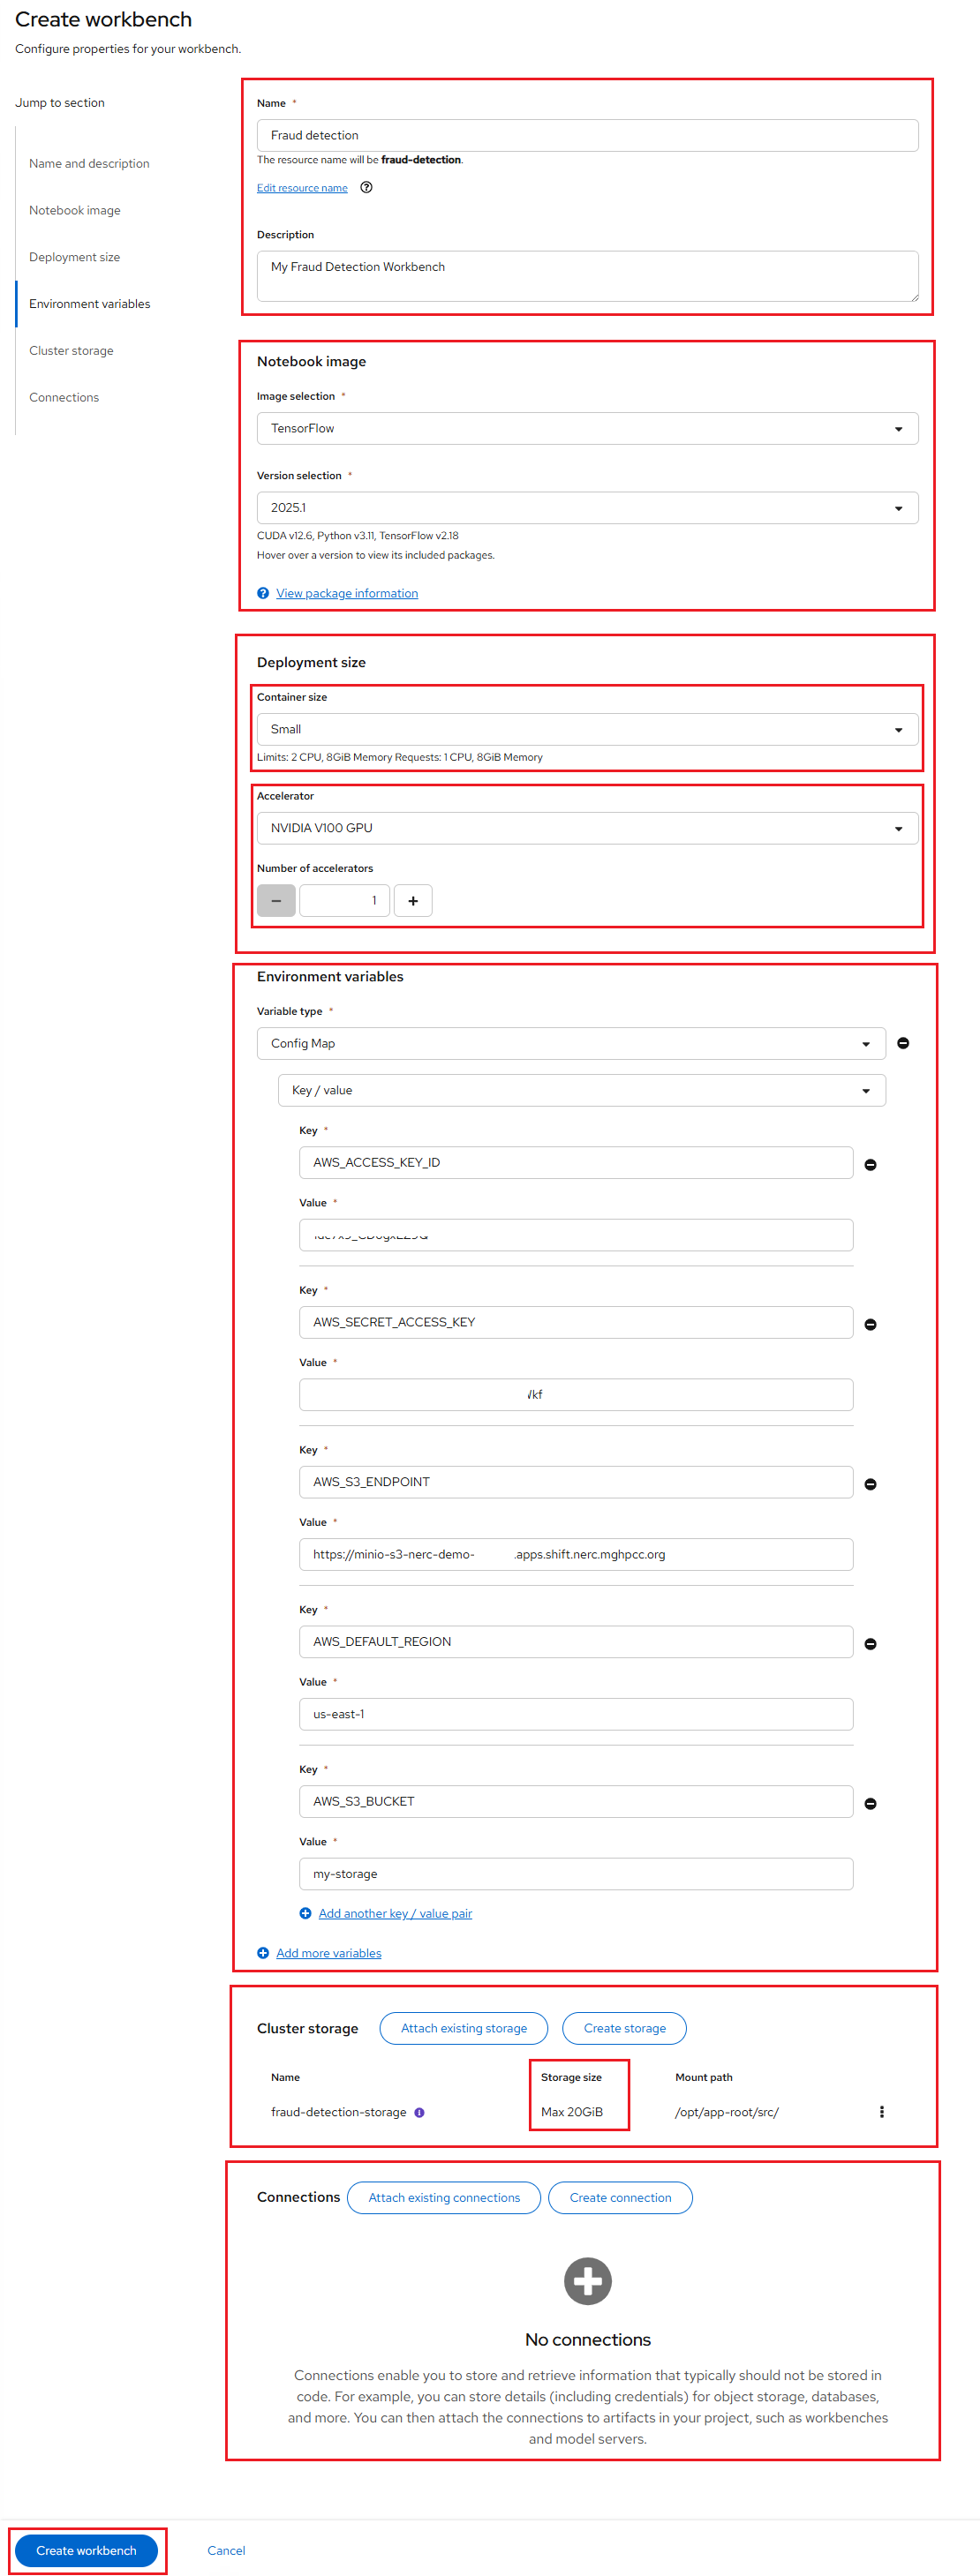 Create workbench
Configure properties for your workbench.
Jump to section
Name and description
Notebook image
Deployment size
Environment variables
Cluster storage
Connections
Name *
Fraud detection
The resource name will be fraud-detection.
Edit resource name
Description
My Fraud Detection Workbench
Notebook image
Image selection *
TensorFlow
Version selection *
2025.1
CUDA v12.6, Python v3.11, TensorFlow v2.18
Hover over a version to view its included packages.
View package information
Deployment size
Container size
Small
Limits: 2 CPU, 8GiB Memory Requests: 1 CPU, 8GiB Memory
Accelerator
NVIDIA V100 GPU
Number of accelerators
1
Environment variables
Variable type *
Config Map
Key / value
Key *
AWS_ACCESS_KEY_ID
Value *
Key *
AWS_SECRET_ACCESS_KEY
Value *
Key *
AWS_S3_ENDPOINT
Value *
https://minio-s3-nerc-demo- .apps.shift.nerc.mghpcc.org
Key *
AWS_DEFAULT_REGION
Value *
us-east-1
Key *
AWS_S3_BUCKET
Value *
my-storage
Add another key / value pair
Add more variables
Cluster storage Attach existing storage Create storage
Name Storage size Mount path
fraud-detection-storage Max 20GiB /opt/app-root/src/
Connections Attach existing connections Create connection
No connections
Connections enable you to store and retrieve information that typically should not be stored in
code. For example, you can store details (including credentials) for object storage, databases,
and more. You can then attach the connections to artifacts in your project, such as workbenches
and model servers.
Create workbench Cancel